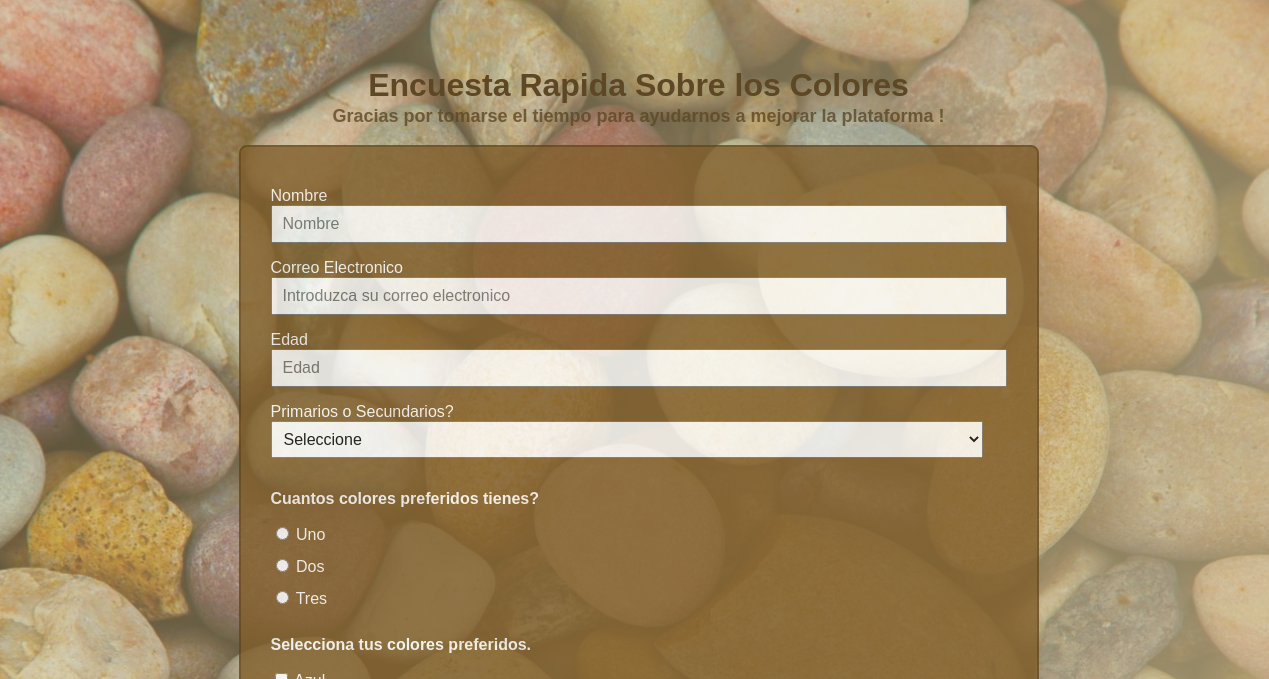 Encuesta Rapida Sobre los Colores
Gracias por tomarse el tiempo para ayudarnos a mejorar la plataforma !
Nombre
Nombre
Correo Electronico
Introduzca su correo electronico
Edad
Edad
Primarios o Secundarios?
Seleccione
Cuantos colores preferidos tienes?
Uno
Dos
Tres
Selecciona tus colores preferidos.
Azul